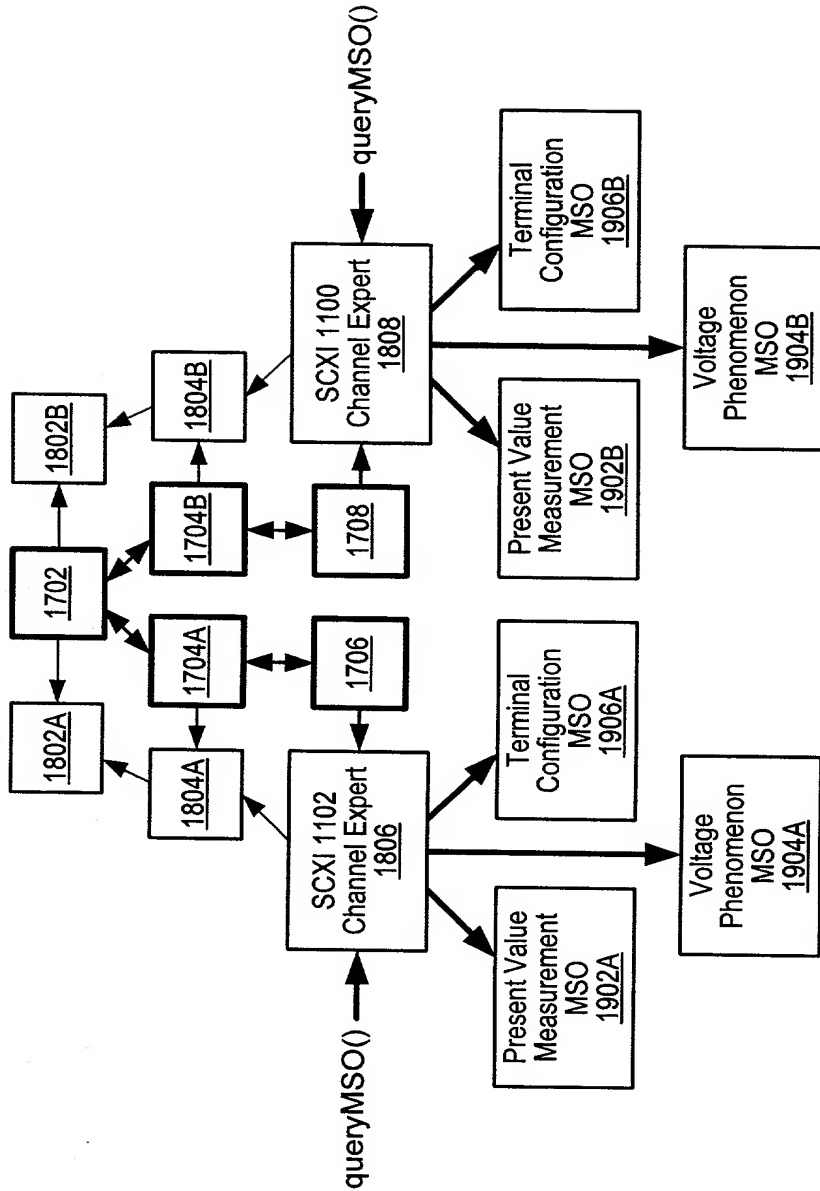 1802A
1702
1802B
1804A
1704A
1704B
1804B
queryMSO()
SCXI 1102
Channel Expert
1806
1706
1708
SCXI 1100
Channel Expert
1808
queryMSO()
Present Value
Measurement
MSO
1902A
Terminal
Configuration
MSO
1906A
Present Value
Measurement
MSO
1902B
Terminal
Configuration
MSO
1906B
Voltage
Phenomenon
MSO
1904A
Voltage
Phenomenon
MSO
1904B